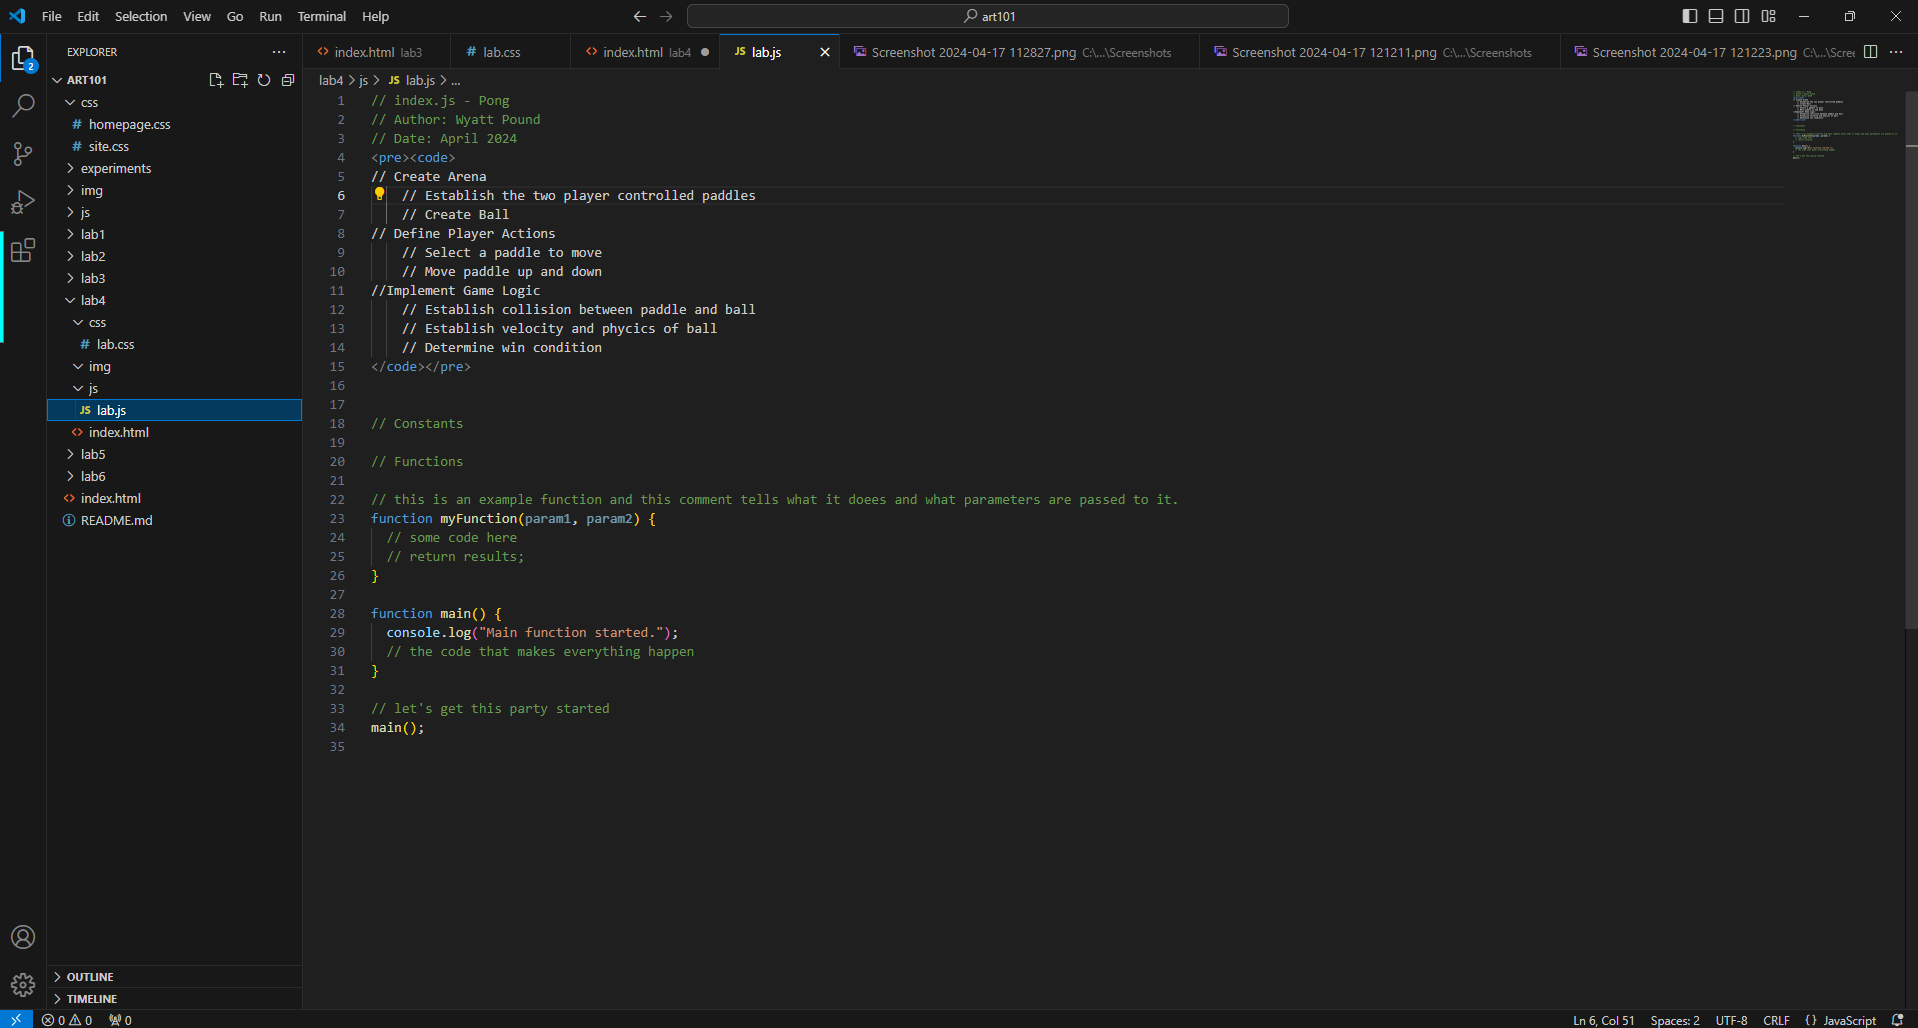 File Edit Selection View Go Run Terminal Help
art101
EXPLORER
ART101
css
homepage.css
site.css
experiments
img
js
lab1
lab2
lab3
lab4
css
lab.css
img
js
JS lab.js
index.html
lab5
lab6
index.html
README.md
OUTLINE
TIMELINE
2
index.html lab3
lab.css
index.html lab4
JS lab.js
Screenshot 2024-04-17 112827.png C:\...\Screenshots
Screenshot 2024-04-17 121211.png C:\...\Screenshots
Screenshot 2024-04-17 121223.png C:\...\Scree
lab4 > js > JS lab.js > ...
1 // index.js - Pong
2 // Author: Wyatt Pound
3 // Date: April 2024
4 <pre><code>
5 // Create Arena
6 // Establish the two player controlled paddles
7 // Create Ball
8 // Define Player Actions
9 // Select a paddle to move
10 // Move paddle up and down
11 //Implement Game Logic
12 // Establish collision between paddle and ball
13 // Establish velocity and phycics of ball
14 // Determine win condition
15 </code></pre>
16
17
18 // Constants
19
20 // Functions
21
22 // this is an example function and this comment tells what it doees and what parameters are passed to it.
23 function myFunction(param1, param2) {
24 // some code here
25 // return results;
26 }
27
28 function main() {
29 console.log("Main function started.");
30 // the code that makes everything happen
31 }
32
33 // let's get this party started
34 main();
35
0 0 0
Ln 6, Col 51 Spaces: 2 UTF-8 CRLF {} JavaScript